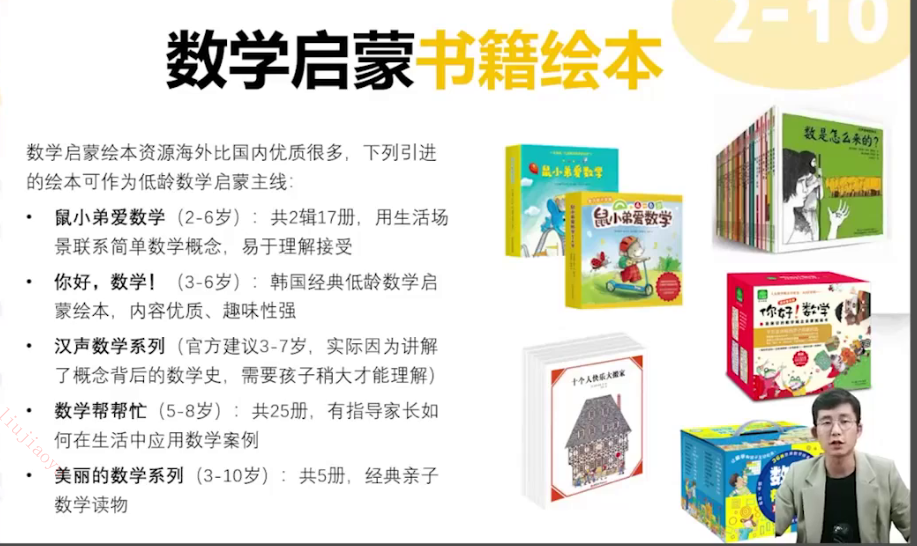 2-10
数学启蒙书籍绘本
数学启蒙绘本资源海外比国内优质很多，下列引进
的绘本可作为低龄数学启蒙主线：
• 鼠小弟爱数学（2-6岁）：共2辑17册，用生活场
景联系简单数学概念，易于理解接受
• 你好，数学！（3-6岁）：韩国经典低龄数学启
蒙绘本，内容优质、趣味性强
• 汉声数学系列（官方建议3-7岁，实际因为讲解
了概念背后的数学史，需要孩子稍大才能理解）
• 数学帮帮忙（5-8岁）：共25册，有指导家长如
何在生活中应用数学案例
• 美丽的数学系列（3-10岁）：共5册，经典亲子
数学读物
鼠小弟爱数学
鼠小弟爱数学
数是怎么来的？
你好！数学
十个人快乐大搬家
liujiaoy